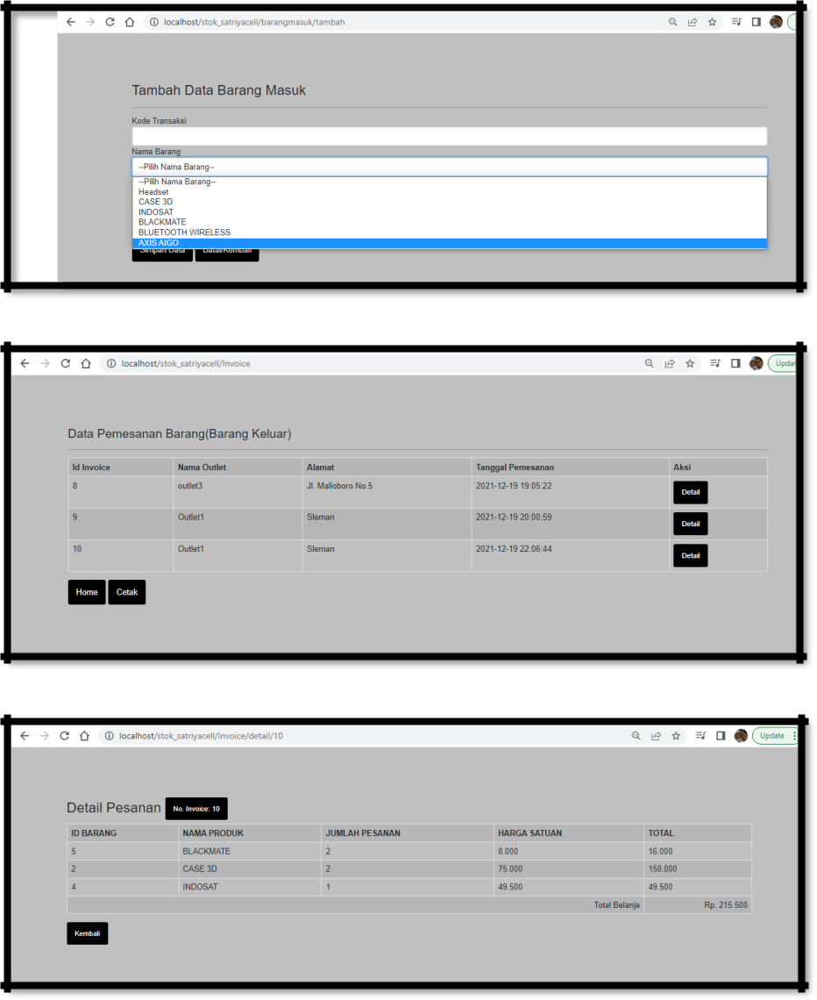 localhost/stok_satriyacell/barangmasuk/tambah
Tambah Data Barang Masuk
Kode Transaksi
Nama Barang
--Pilih Nama Barang--
--Pilih Nama Barang--
Headset
CASE 3D
INDOSAT
BLACKMATE
BLUETOOTH WIRELESS
AXIS AIGO
Simpan Data Batal/Kembali
localhost/stok_satriyacell/Invoice
Data Pemesanan Barang(Barang Keluar)
Id Invoice Nama Outlet Alamat Tanggal Pemesanan Aksi
8 outlet3 Jl. Malioboro No.5 2021-12-19 19:05:22 Detail
9 Outlet1 Sleman 2021-12-19 20:00:59 Detail
10 Outlet1 Sleman 2021-12-19 22:06:44 Detail
Home Cetak
localhost/stok_satriyacell/Invoice/detail/10 Update
Detail Pesanan No. Invoice: 10
ID BARANG NAMA PRODUK JUMLAH PESANAN HARGA SATUAN TOTAL
5 BLACKMATE 2 8.000 16.000
2 CASE 3D 2 75.000 150.000
4 INDOSAT 1 49.500 49.500
Total Belanja Rp. 215.500
Kembali